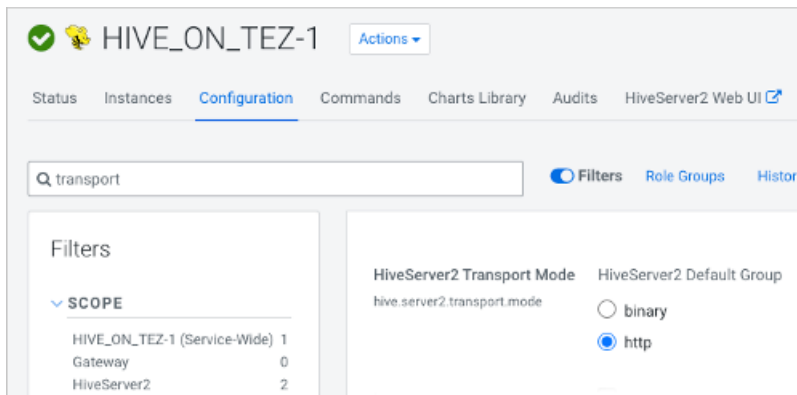 HIVE_ON_TEZ-1 Actions
Status Instances Configuration Commands Charts Library Audits HiveServer2 Web UI
transport Filters Role Groups Histor
Filters
SCOPE
HIVE_ON_TEZ-1 (Service-Wide) 1
Gateway 0
HiveServer2 2
HiveServer2 Transport Mode HiveServer2 Default Group
hive.server2.transport.mode
binary
http